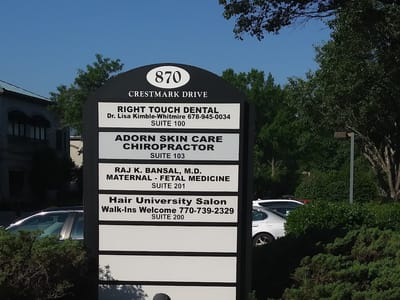 870
CRESTMARK DRIVE
RIGHT TOUCH DENTAL
Dr. Lisa Kimble-Whitmire 678-945-0034
SUITE 100
ADORN SKIN CARE
CHIROPRACTOR
SUITE 103
RAJ K. BANSAL, M.D.
MATERNAL - FETAL MEDICINE
SUITE 201
Hair University Salon
Walk-Ins Welcome 770-739-2329
SUITE 200